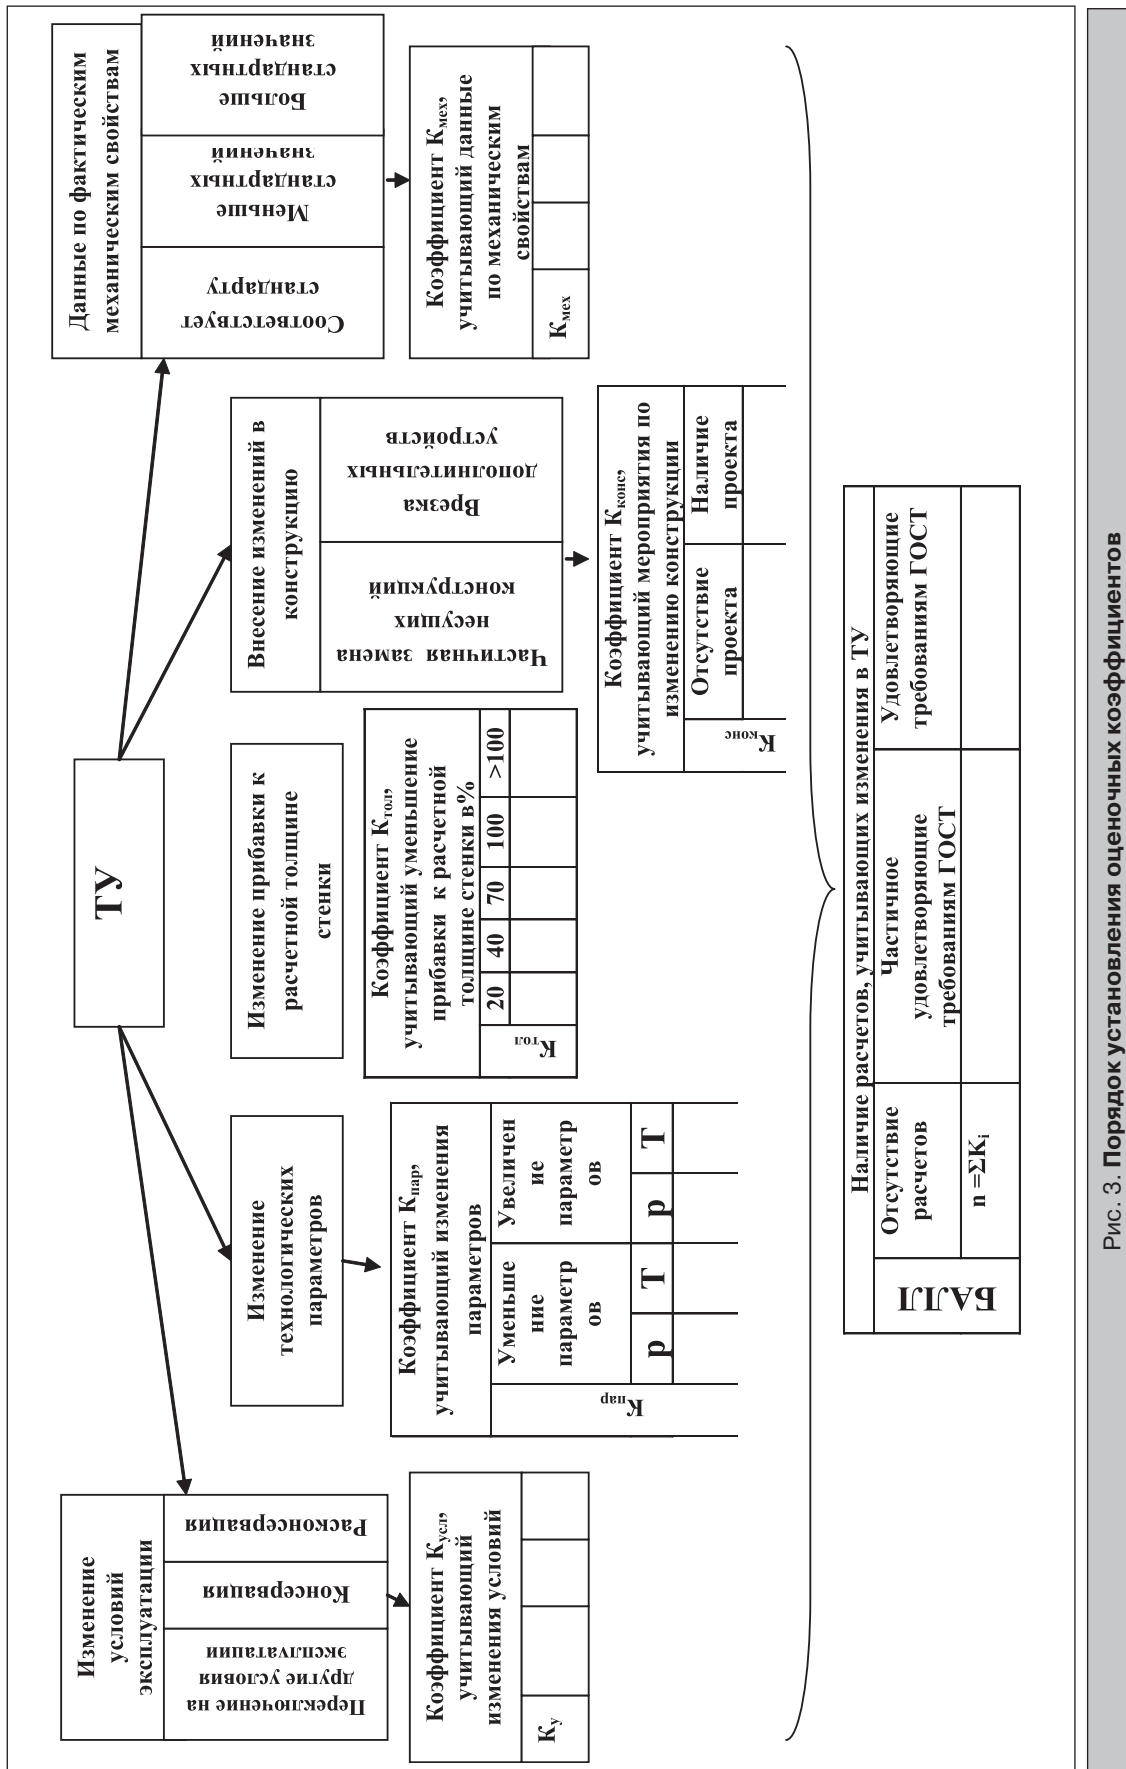 ТУ
Изменение
условий
эксплуатации
Переключение на
другие условия
эксплуатации
Консервация
Расконсервация
Коэффициент Kусл,
учитывающий
изменения условий
Kу
Изменение
технологических
параметров
Коэффициент Kпар,
учитывающий изменения
параметров
Kпар
Уменьше
ние
параметр
ов
Увеличен
ие
параметр
ов
р Т р Т
Изменение прибавки к
расчетной толщине
стенки
Коэффициент Kтол,
учитывающий уменьшение
прибавки к расчетной
толщине стенки в%
Kтол
20 40 70 100 >100
Внесение изменений в
конструкцию
Частичная замена
несущих
конструкций
Врезка
дополнительных
устройств
Коэффициент Kконс,
учитывающий мероприятия по
изменению конструкции
Kконс
Отсутствие
проекта
Наличие
проекта
Данные по фактическим
механическим свойствам
Соответствует
стандарту
Меньше
стандартных
значений
Больше
стандартных
значений
Коэффициент Kмех,
учитывающий данные
по механическим
свойствам
Kмех
Наличие расчетов, учитывающих изменения в ТУ
БАЛЛ
Отсутствие
расчетов
Частичное
удовлетворяющие
требованиям ГОСТ
Удовлетворяющие
требованиям ГОСТ
n =ΣKi
Рис. 3. Порядок установления оценочных коэффициентов